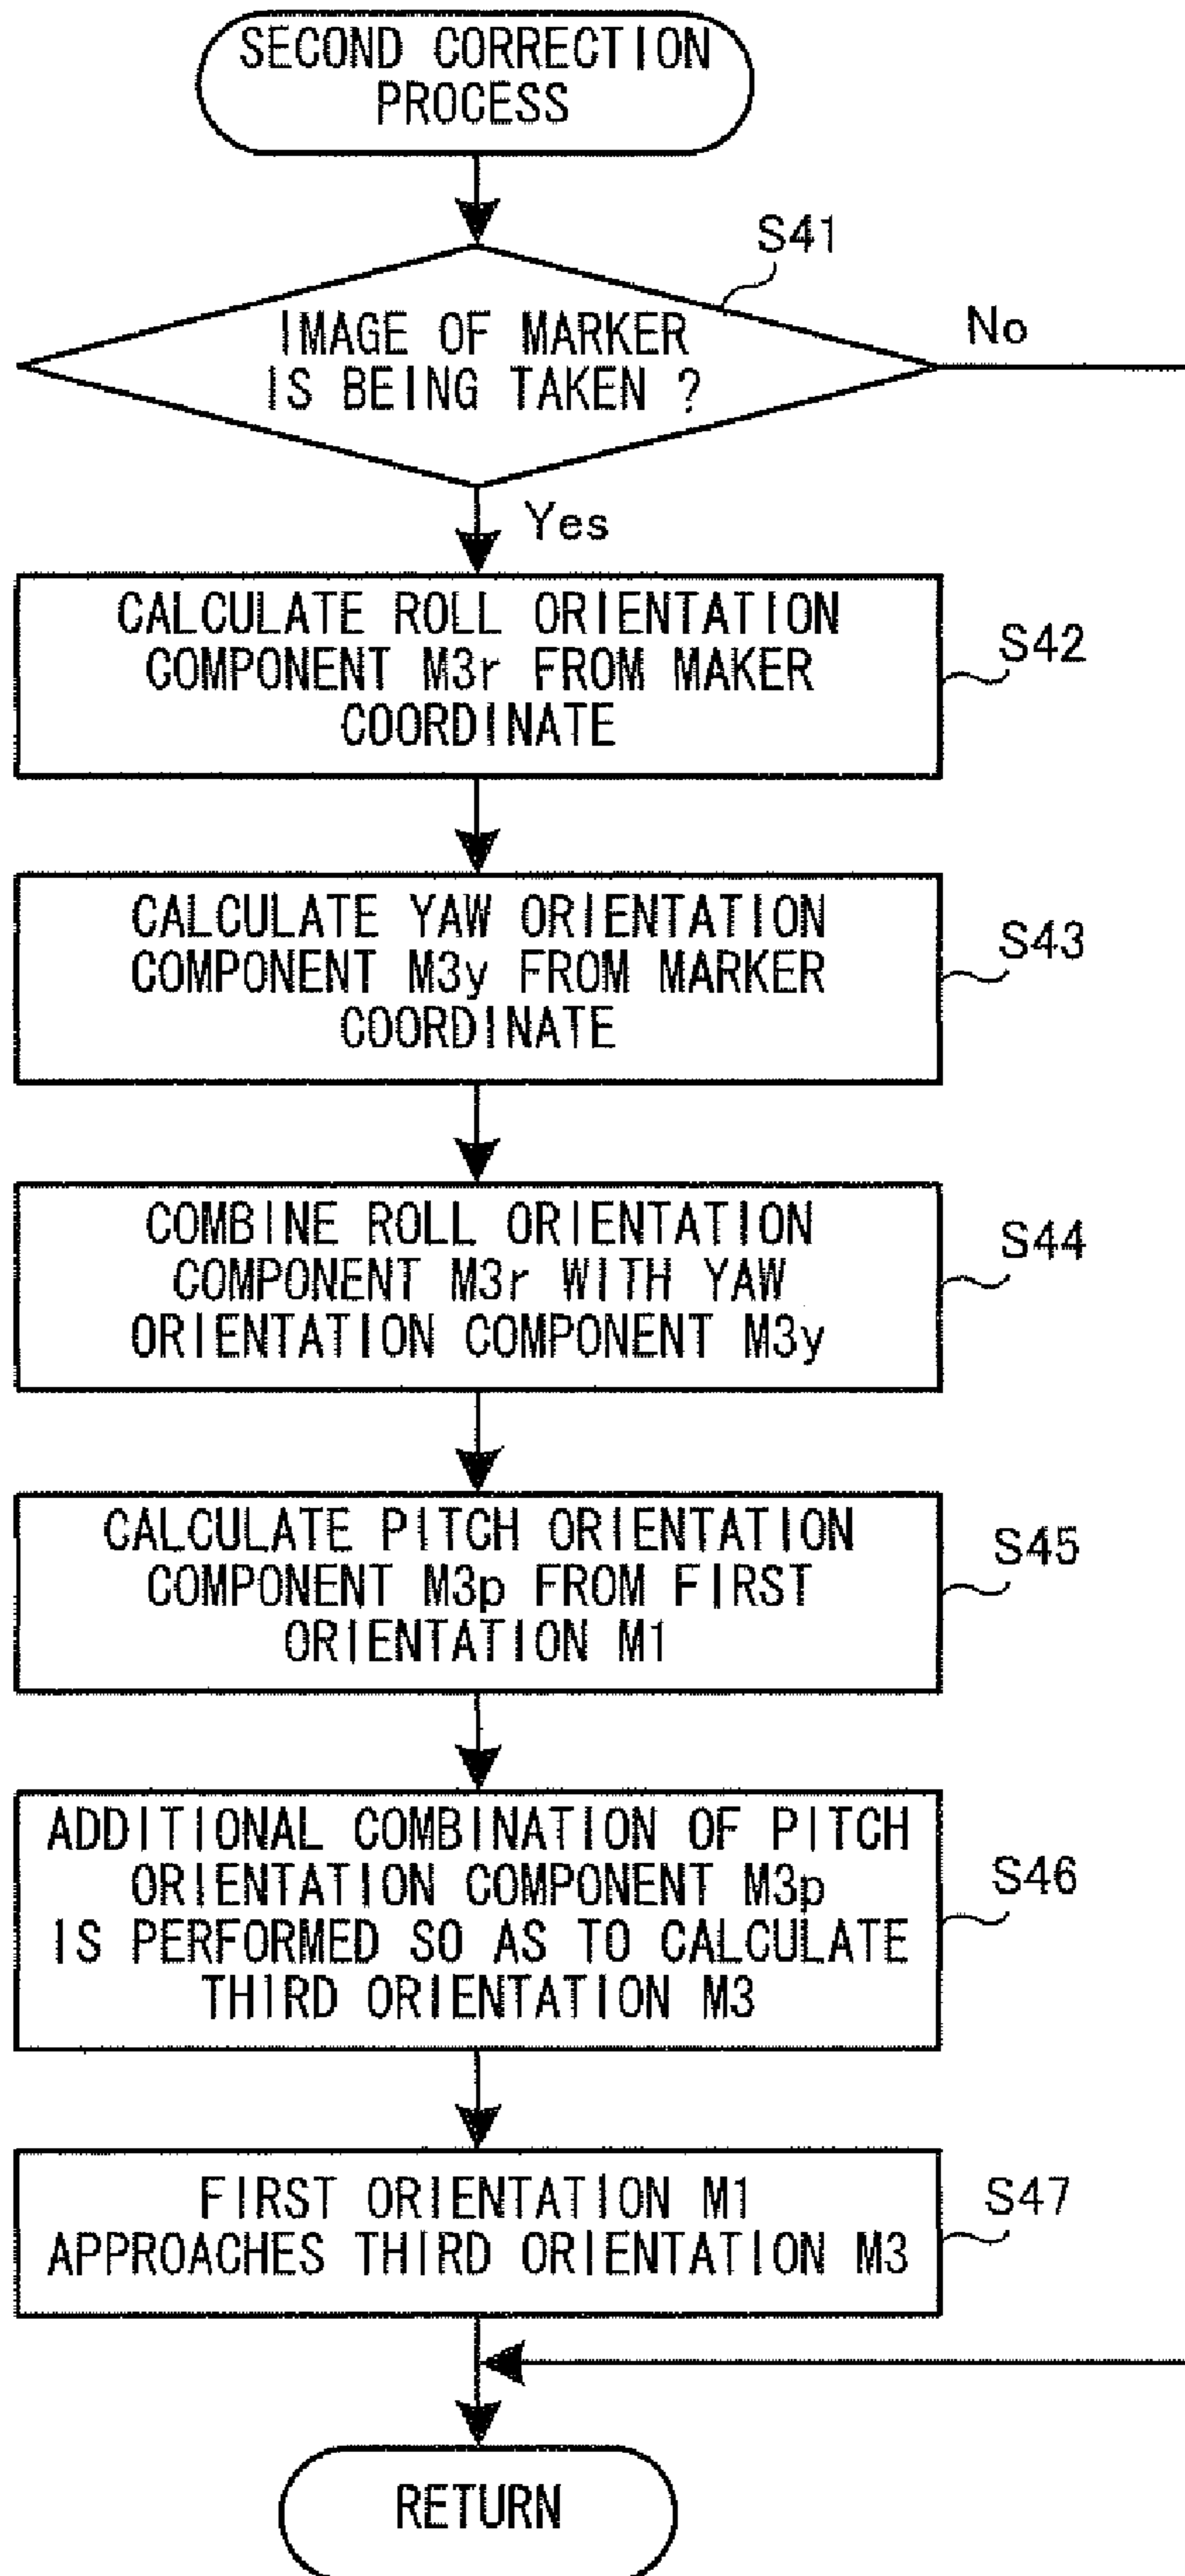 SECOND CORRECTION
PROCESS
S41
IMAGE OF MARKER
IS BEING TAKEN ?
No
Yes
CALCULATE ROLL ORIENTATION
COMPONENT M3r FROM MAKER
COORDINATE
S42
CALCULATE YAW ORIENTATION
COMPONENT M3y FROM MARKER
COORDINATE
S43
COMBINE ROLL ORIENTATION
COMPONENT M3r WITH YAW
ORIENTATION COMPONENT M3y
S44
CALCULATE PITCH ORIENTATION
COMPONENT M3p FROM FIRST
ORIENTATION M1
S45
ADDITIONAL COMBINATION OF PITCH
ORIENTATION COMPONENT M3p
IS PERFORMED SO AS TO CALCULATE
THIRD ORIENTATION M3
S46
FIRST ORIENTATION M1
APPROACHES THIRD ORIENTATION M3
S47
RETURN